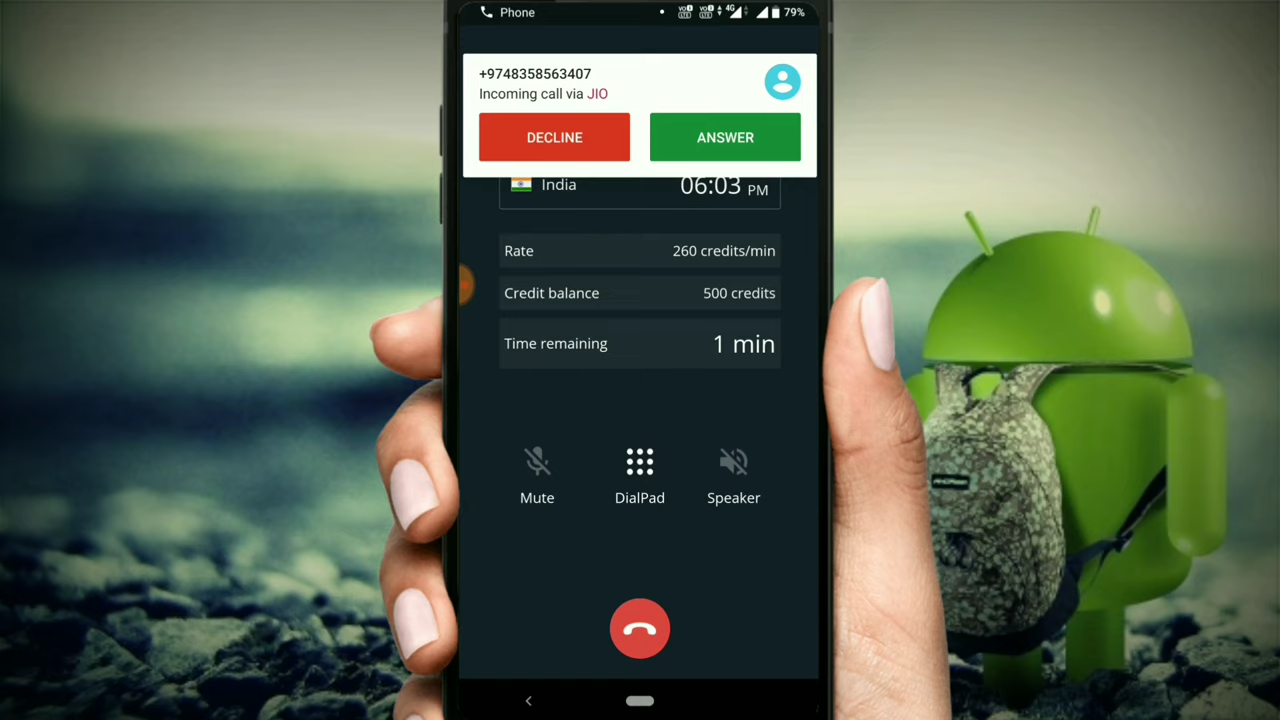 Phone
4G 79%
+9748358563407
Incoming call via JIO
DECLINE ANSWER
India 06:03 PM
Rate 260 credits/min
Credit balance 500 credits
Time remaining 1 min
Mute DialPad Speaker